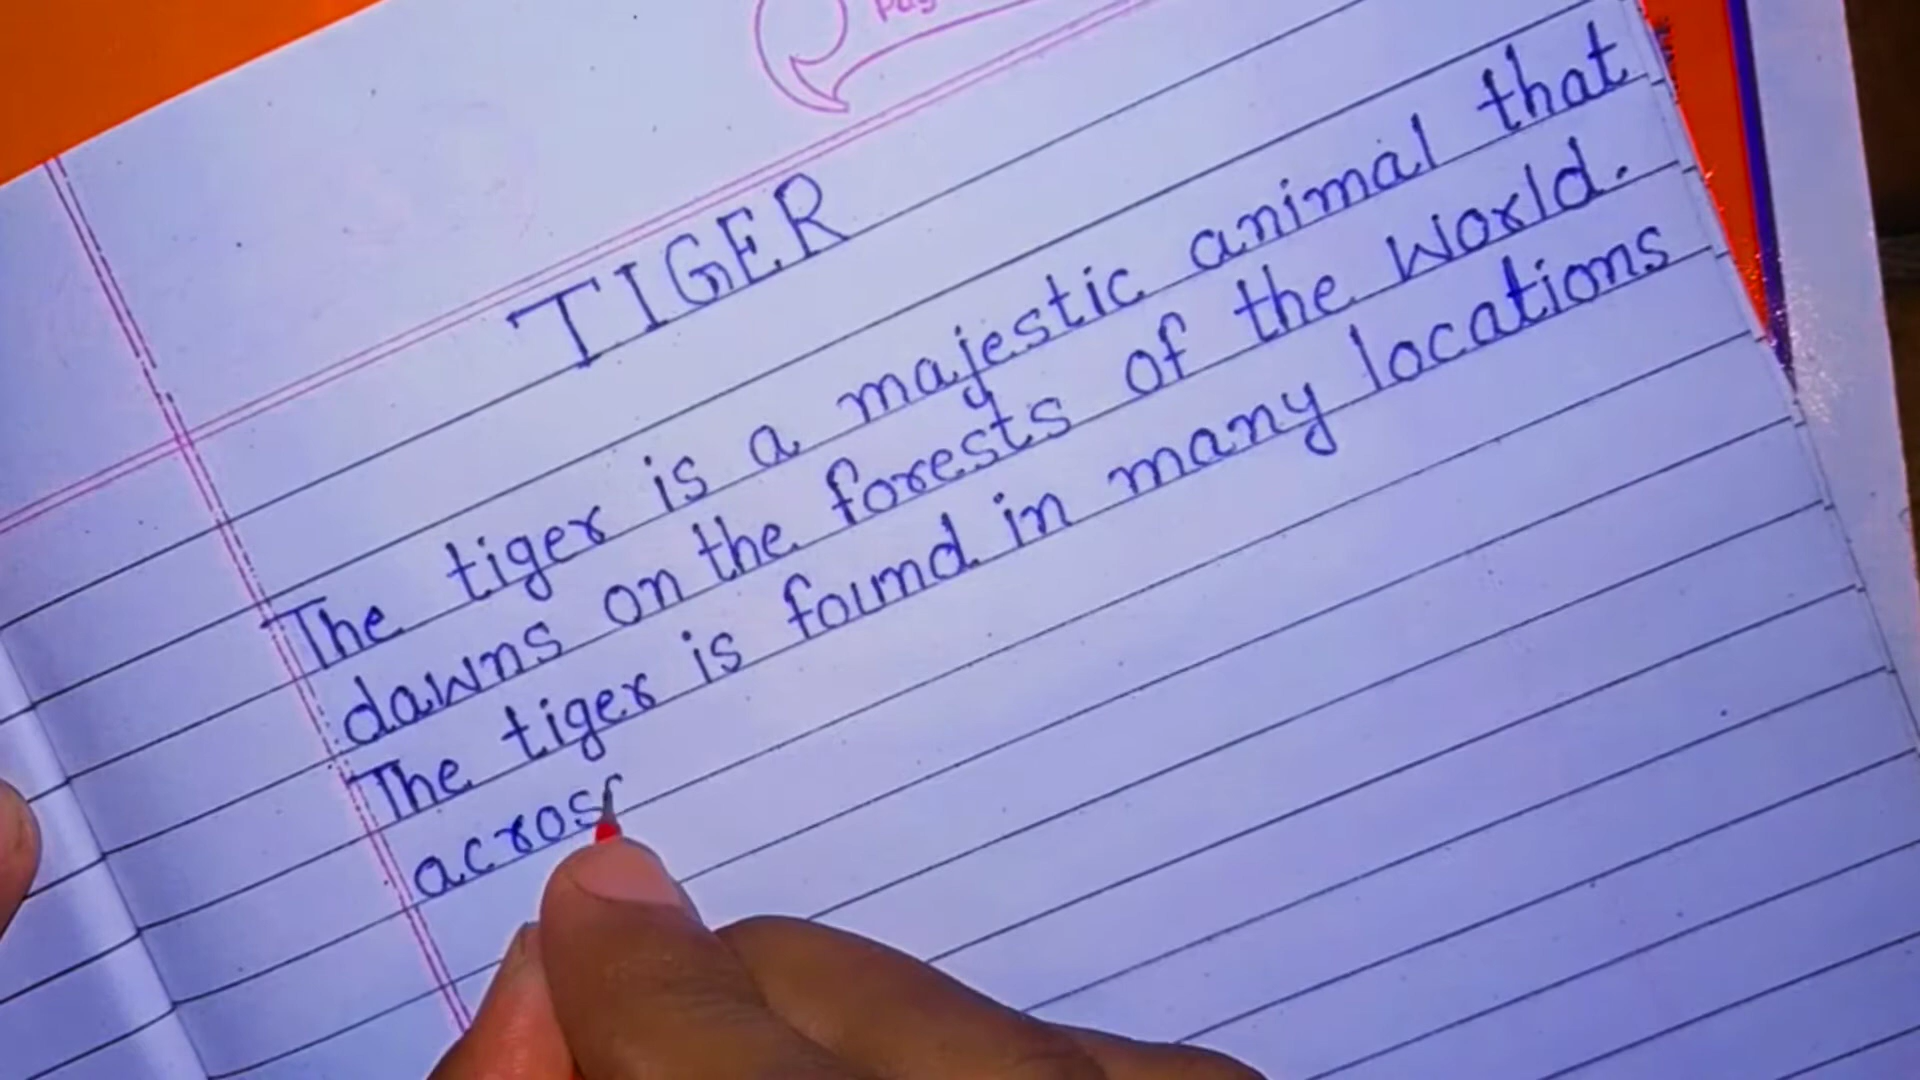 Pag
TIGER
The tiger is a majestic animal that
dawns on the forests of the World.
The tiger is found in many locations
across